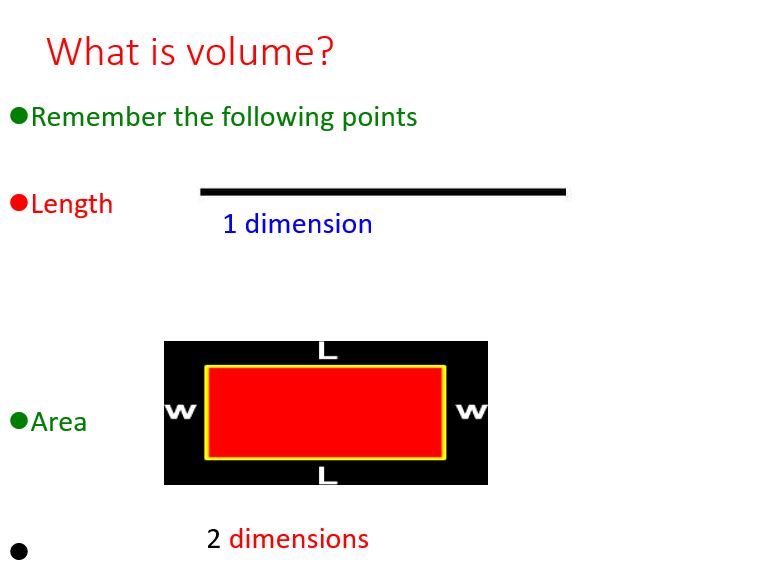 What is volume?
●Remember the following points
●Length
1 dimension
L
W W
●Area
L
2 dimensions
●